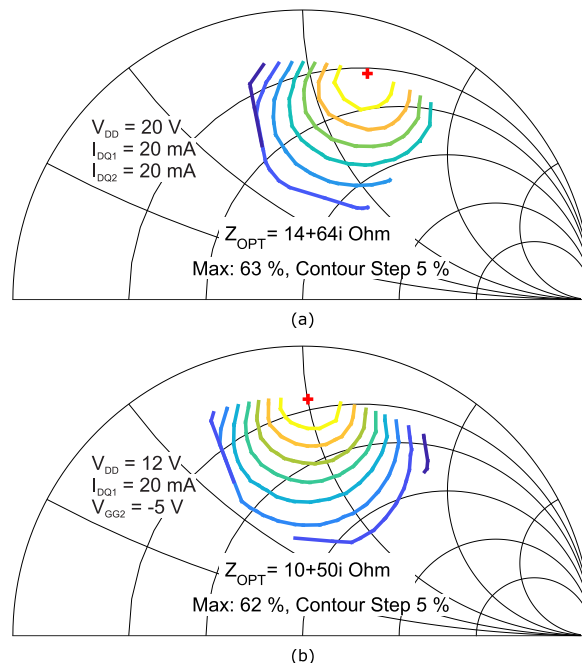 V_DD = 20 V
I_DQ1 = 20 mA
I_DQ2 = 20 mA
Z_OPT = 14+64i Ohm
Max: 63 %, Contour Step 5 %
(a)
V_DD = 12 V
I_DQ1 = 20 mA
V_GG2 = -5 V
Z_OPT = 10+50i Ohm
Max: 62 %, Contour Step 5 %
(b)